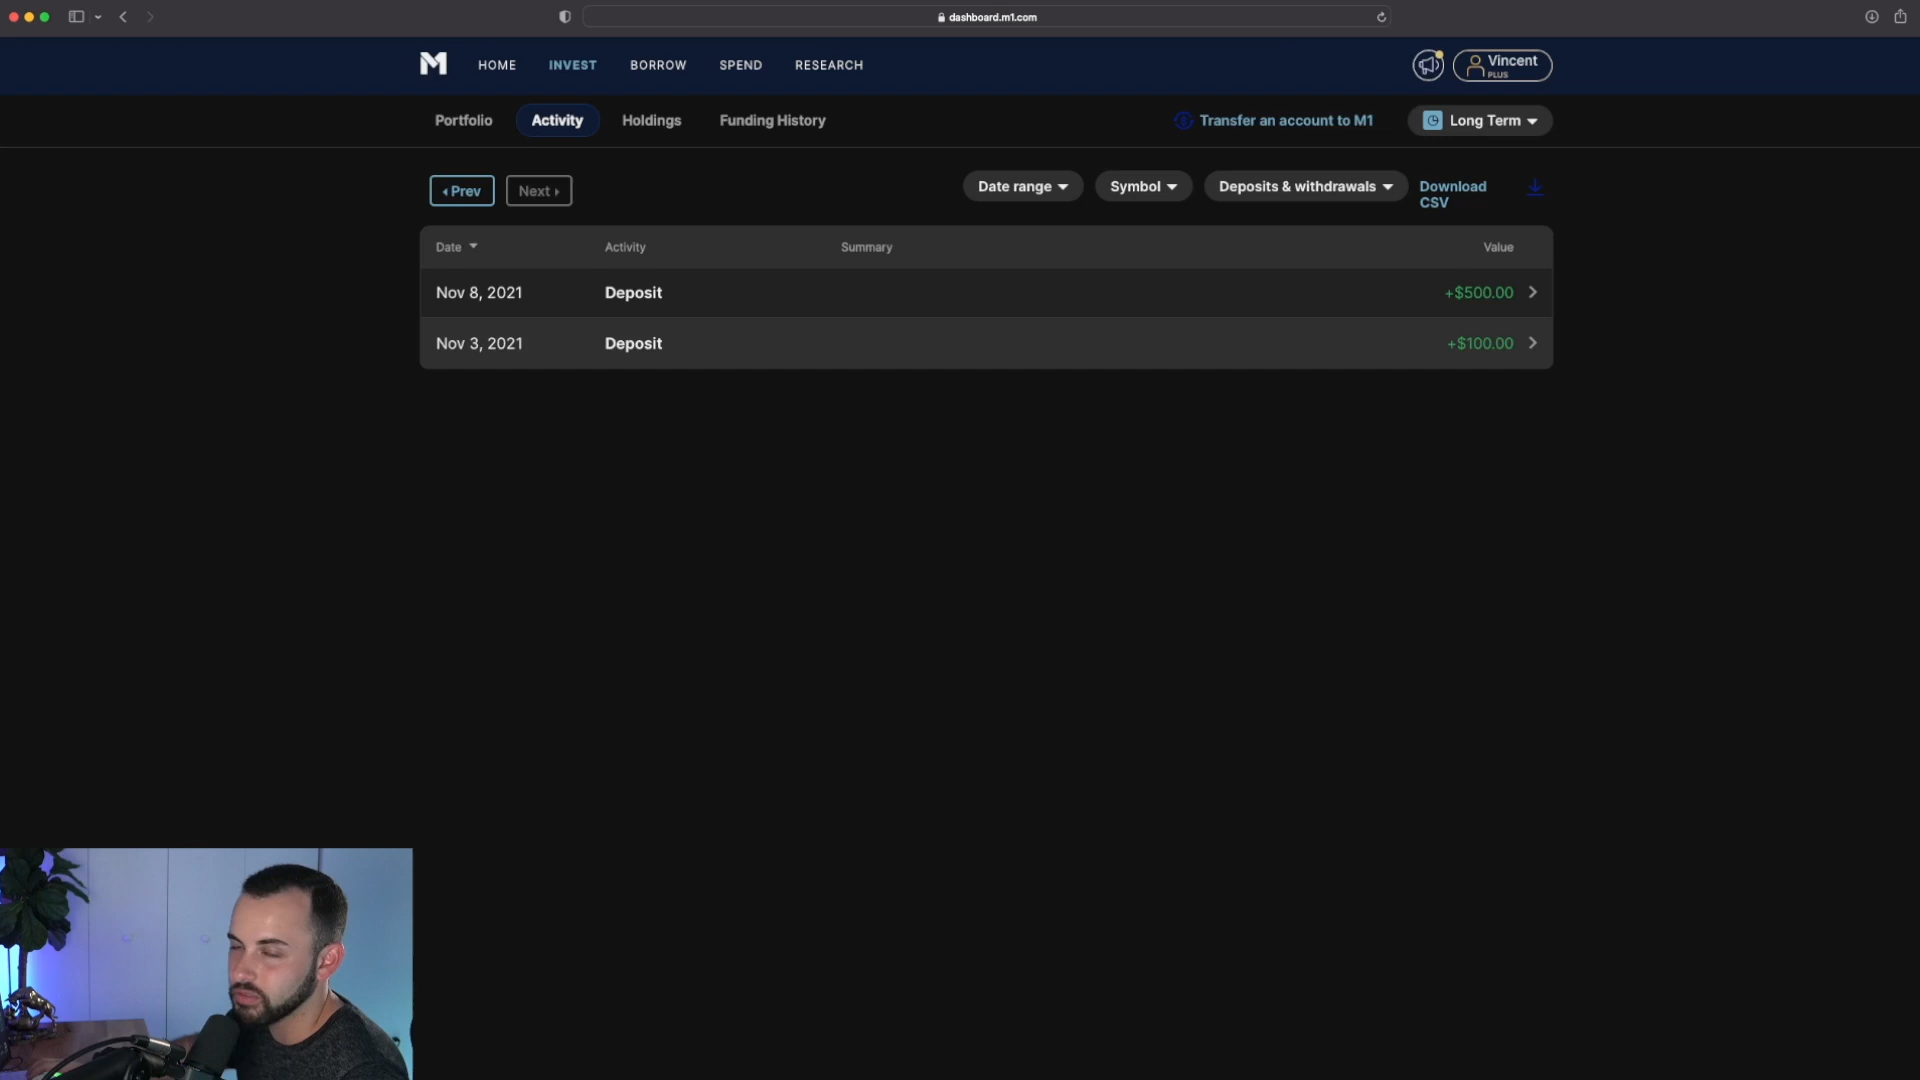 dashboard.m1.com
M HOME INVEST BORROW SPEND RESEARCH
Vincent
PLUS
Portfolio Activity Holdings Funding History Transfer an account to M1 Long Term
Prev Next Date range Symbol Deposits & withdrawals Download
CSV
Date Activity Summary Value
Nov 8, 2021 Deposit +$500.00
Nov 3, 2021 Deposit +$100.00